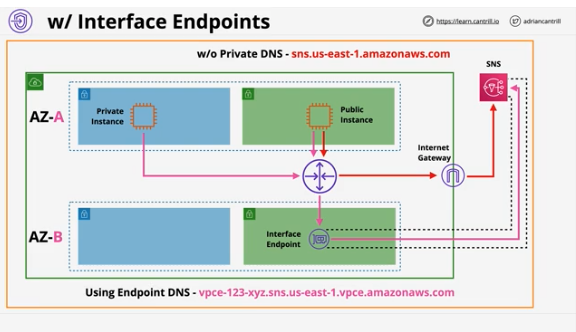 w/ Interface Endpoints
https://learn.cantrill.io
adriancantrill
w/o Private DNS - sns.us-east-1.amazonaws.com
SNS
AZ-A
Private
Instance
Public
Instance
Internet
Gateway
AZ-B
Interface
Endpoint
Using Endpoint DNS - vpce-123-xyz.sns.us-east-1.vpce.amazonaws.com